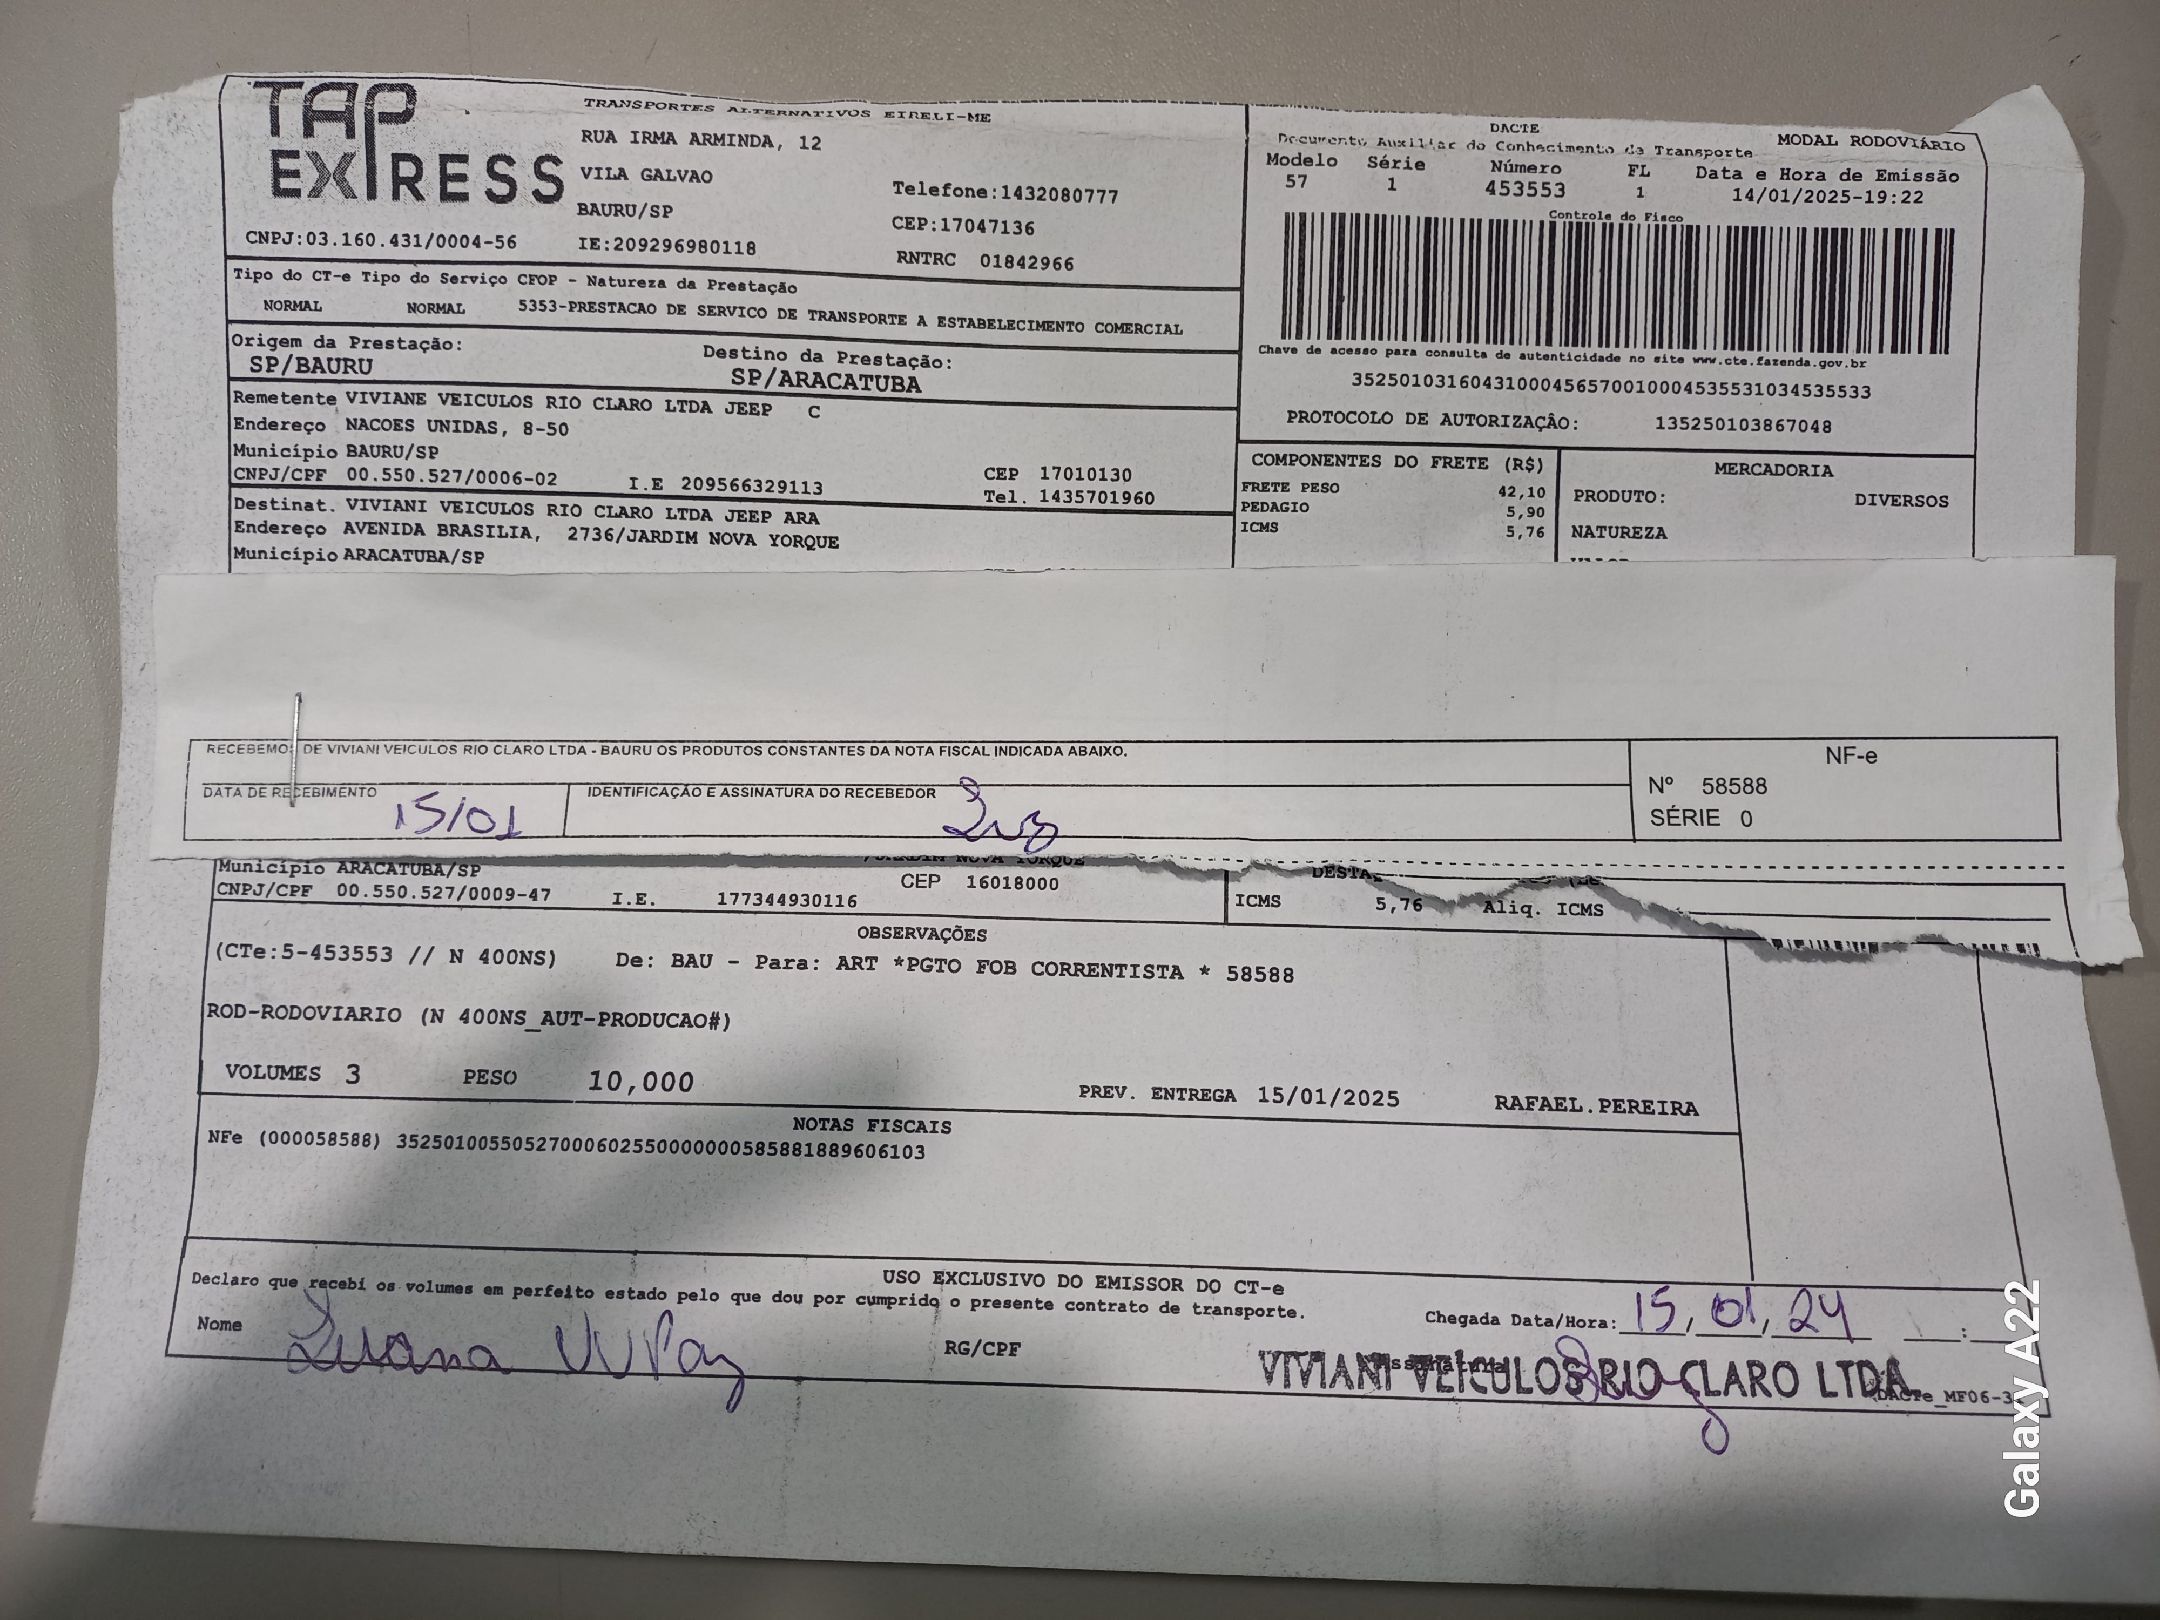 TAP EXPRESS
TRANSPORTES ALTERNATIVOS EIRELI-ME
RUA IRMA ARMINDA, 12
VILA GALVAO
Telefone:1432080777
BAURU/SP
CEP:17047136
CNPJ:03.160.431/0004-56
IE:209296980118
RNTRC 01842966
DACTE
Documento Auxiliar do Conhecimento de Transporte
MODAL RODOVIÁRIO
Modelo Série Número FL Data e Hora de Emissão
57 1 453553 1 14/01/2025-19:22
Controle do Fisco
Chave de acesso para consulta de autenticidade no site www.cte.fazenda.gov.br
35250103160431000456570010004535531034535533
PROTOCOLO DE AUTORIZAÇÂO: 135250103867048
Tipo do CT-e Tipo do Serviço CFOP - Natureza da Prestação
NORMAL NORMAL 5353-PRESTACAO DE SERVICO DE TRANSPORTE A ESTABELECIMENTO COMERCIAL
Origem da Prestação: Destino da Prestação:
SP/BAURU SP/ARACATUBA
Remetente VIVIANE VEICULOS RIO CLARO LTDA JEEP C
Endereço NACOES UNIDAS, 8-50
Município BAURU/SP
CEP 17010130
CNPJ/CPF 00.550.527/0006-02 I.E 209566329113 Tel. 1435701960
Destinat. VIVIANI VEICULOS RIO CLARO LTDA JEEP ARA
Endereço AVENIDA BRASILIA, 2736/JARDIM NOVA YORQUE
Município ARACATUBA/SP
COMPONENTES DO FRETE (R$)
FRETE PESO 42,10
PEDAGIO 5,90
ICMS 5,76
MERCADORIA
PRODUTO: DIVERSOS
NATUREZA
RECEBEMOS DE VIVIANI VEICULOS RIO CLARO LTDA - BAURU OS PRODUTOS CONSTANTES DA NOTA FISCAL INDICADA ABAIXO.
DATA DE RECEBIMENTO
15/01
IDENTIFICAÇÃO E ASSINATURA DO RECEBEDOR
NF-e
Nº 58588
SÉRIE 0
Município ARACATUBA/SP
CEP 16018000
CNPJ/CPF 00.550.527/0009-47 I.E. 177344930116
ICMS 5,76 Aliq. ICMS
OBSERVAÇÕES
(CTe:5-453553 // N 400NS) De: BAU - Para: ART *PGTO FOB CORRENTISTA * 58588
ROD-RODOVIARIO (N 400NS_AUT-PRODUCAO#)
VOLUMES 3 PESO 10,000 PREV. ENTREGA 15/01/2025 RAFAEL.PEREIRA
NOTAS FISCAIS
NFe (000058588) 35250100550527000602550000000585881889606103
USO EXCLUSIVO DO EMISSOR DO CT-e
Declaro que recebi os volumes em perfeito estado pelo que dou por cumprido o presente contrato de transporte.
Nome Luana
RG/CPF
Chegada Data/Hora: 15,01,24 :
VIVIANI VEÍCULOS RIO CLARO LTDA
Galaxy A22